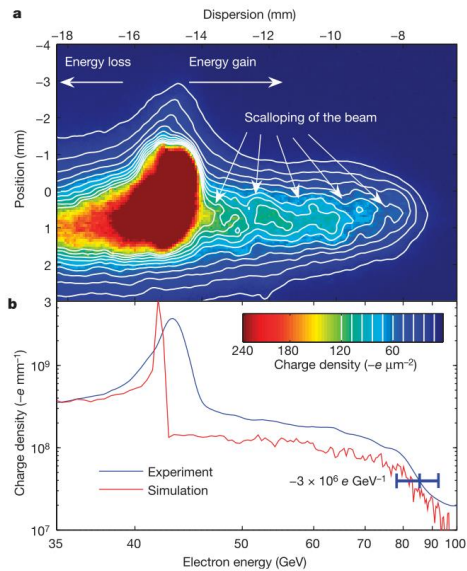 Dispersion (mm)
a
−18 −16 −14 −12 −11 −10 −9 −8 −7
−4
−3
−2
−1
0
1
2
3
Position (mm)
Energy loss
Energy gain
Scalloping of the beam
b
10⁹
10⁸
10⁷
Charge density (−e mm⁻¹)
240 180 120 60
Charge density (−e μm⁻²)
Experiment
Simulation
~3 × 10⁶ e GeV⁻¹
35 40 50 60 70 80 90 100
Electron energy (GeV)